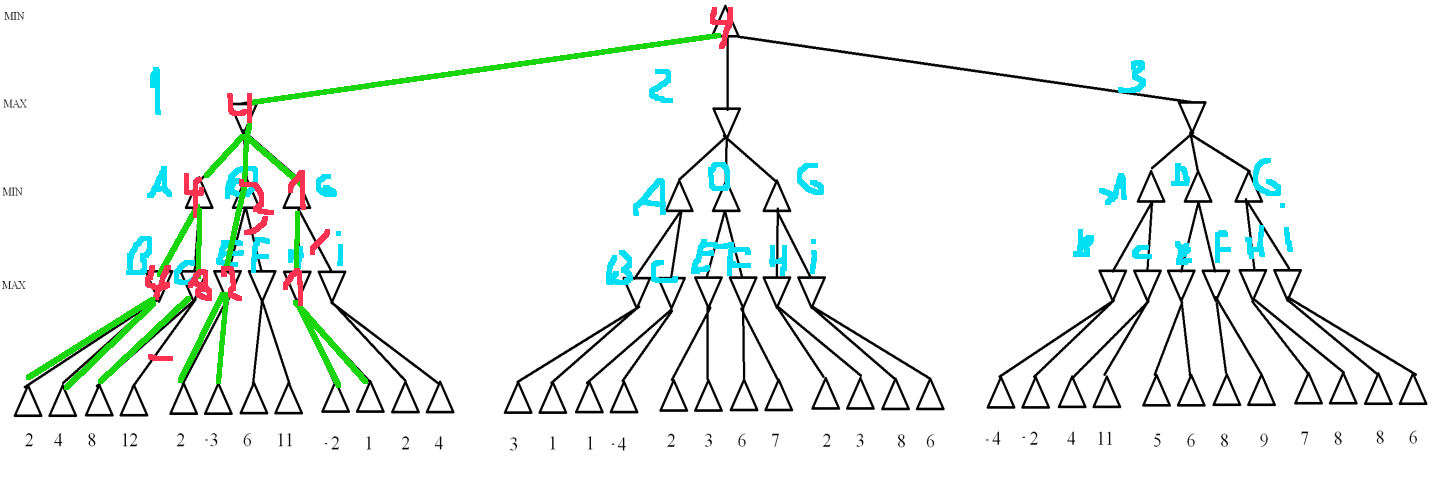 MIN
4
1 2 3
MAX
4
MIN
A 4 2 1 G A D G A D G
B C E F H i B C E F H i B C E F H i
MAX
4 8 2 1
2 4 8 12 2 -3 6 11 -2 1 2 4 3 1 1 -4 2 3 6 7 2 3 8 6 -4 -2 4 11 5 6 8 9 7 8 8 6